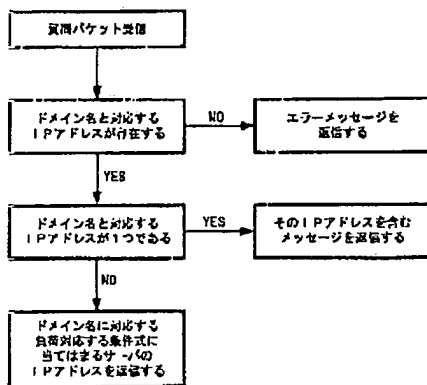 負荷パケット受信
ドメイン名と対応する
IPアドレスが存在する
NO
エラーメッセージを
返信する
YES
ドメイン名と対応する
IPアドレスが1つである
YES
そのIPアドレスを含む
メッセージを返信する
NO
ドメイン名に対応する
負荷対応する条件式に
当てはまるサーバの
IPアドレスを返信する